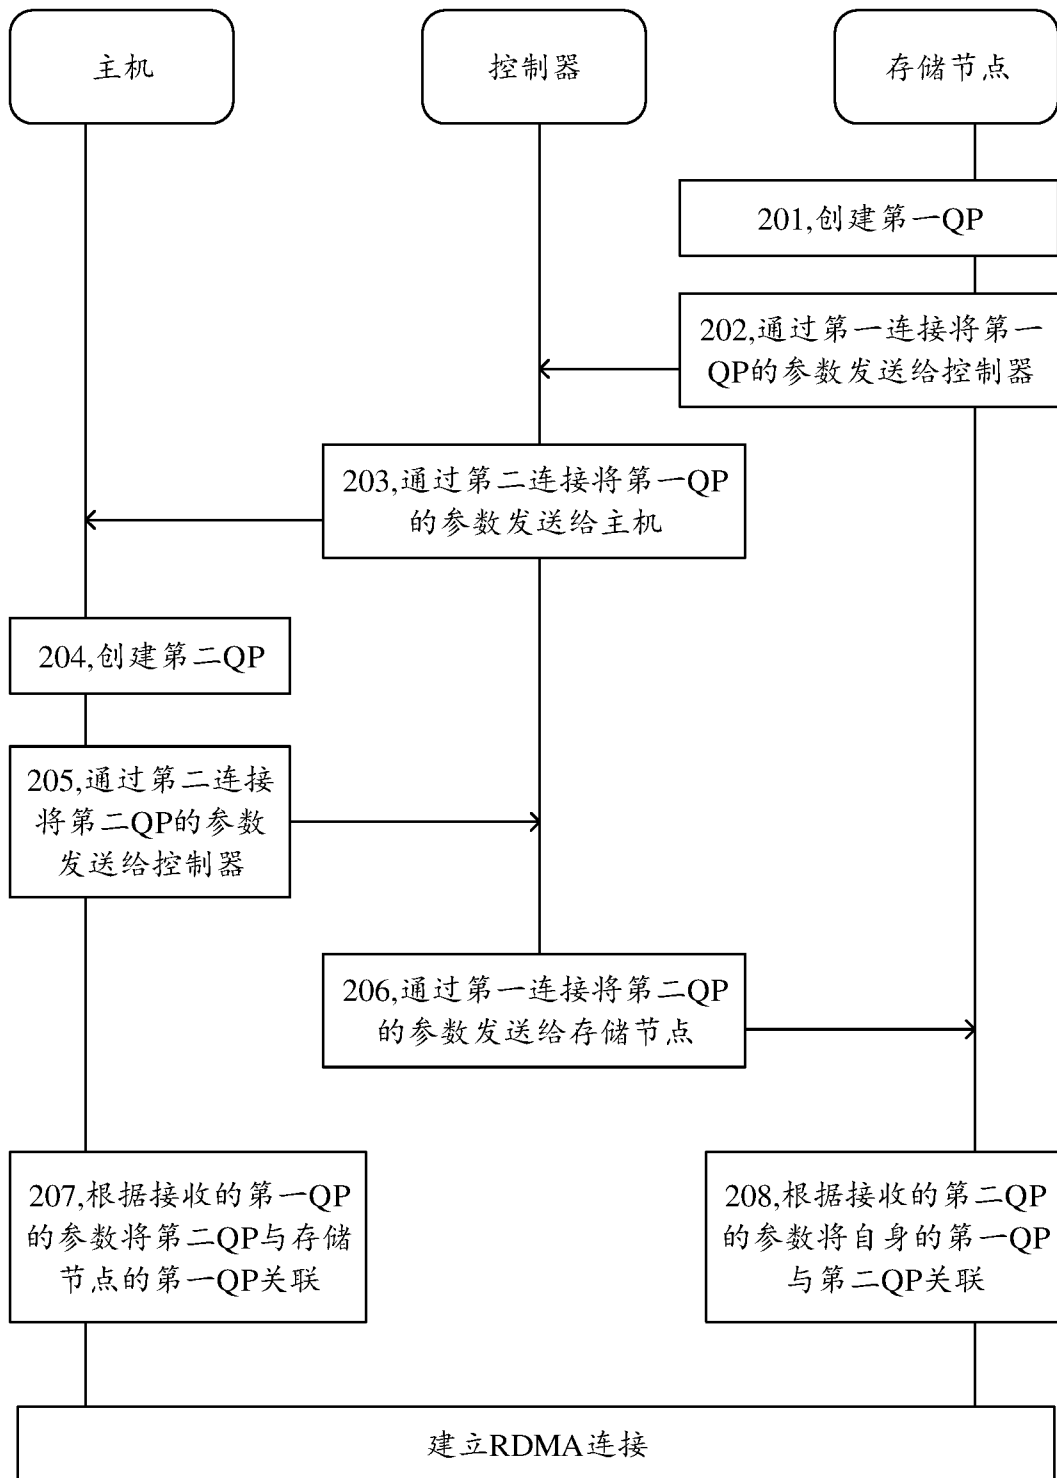 主机
控制器
存储节点
201,创建第一QP
202,通过第一连接将第一
QP的参数发送给控制器
203,通过第二连接将第一QP
的参数发送给主机
204,创建第二QP
205,通过第二连接
将第二QP的参数
发送给控制器
206,通过第一连接将第二QP
的参数发送给存储节点
207,根据接收的第一QP
的参数将第二QP与存储
节点的第一QP关联
208,根据接收的第二QP
的参数将自身的第一QP
与第二QP关联
建立RDMA连接